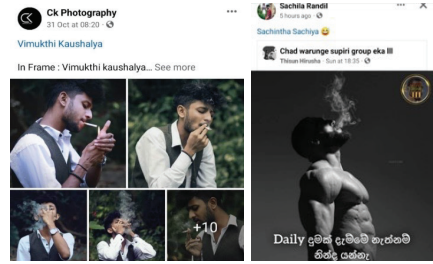 Ck Photography
31 Oct at 08:20
Vimukthi Kaushalya
In Frame : Vimukthi kaushalya... See more
+10
Sachila Randil
5 hours ago
Sachintha Sachiya 😄
Chad warunge supiri group eka lll
Thisun Hirusha · Sun at 18:35
Daily දුමක් දැම්මේ නැත්නම්
නින්ද යන්නෑ